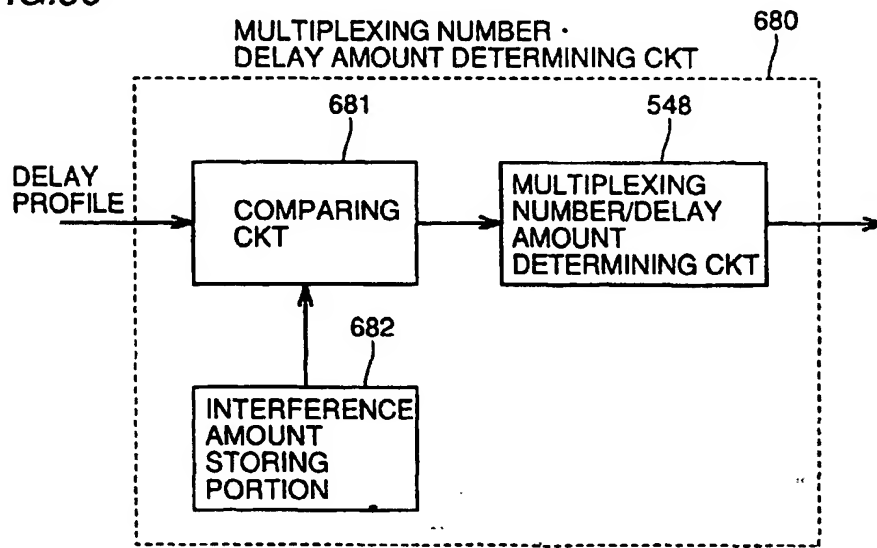 MULTIPLEXING NUMBER ·
DELAY AMOUNT DETERMINING CKT
680
681
548
DELAY
PROFILE
COMPARING
CKT
MULTIPLEXING
NUMBER/DELAY
AMOUNT
DETERMINING CKT
682
INTERFERENCE
AMOUNT
STORING
PORTION